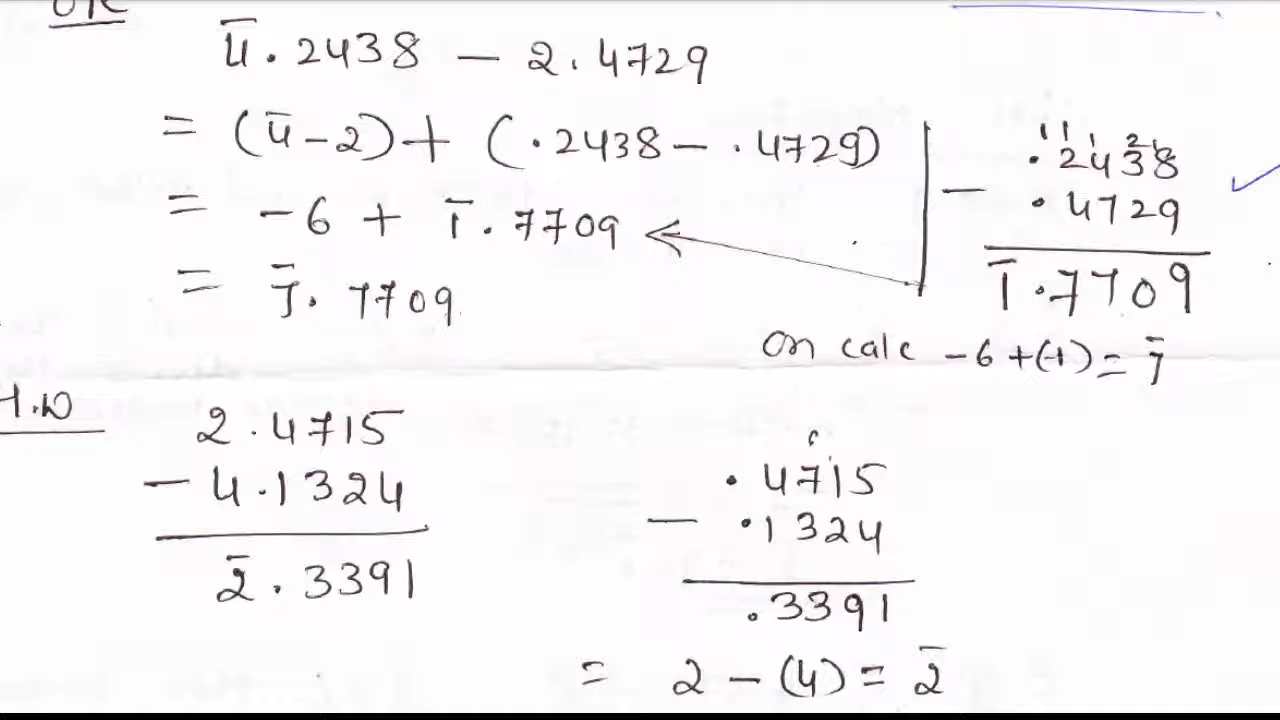 OR
4̅.2438 - 2.4729
= (4̅-2)+ (.2438-.4729)
= -6 + 1̅.7709
= 7̅.7709
.2438
- .4729
1̅.7709
on calc -6+(-1)= 7̅
H.W
2.4715
- 4.1324
2̅.3391
.4715
- .1324
.3391
= 2-(4)= 2̅